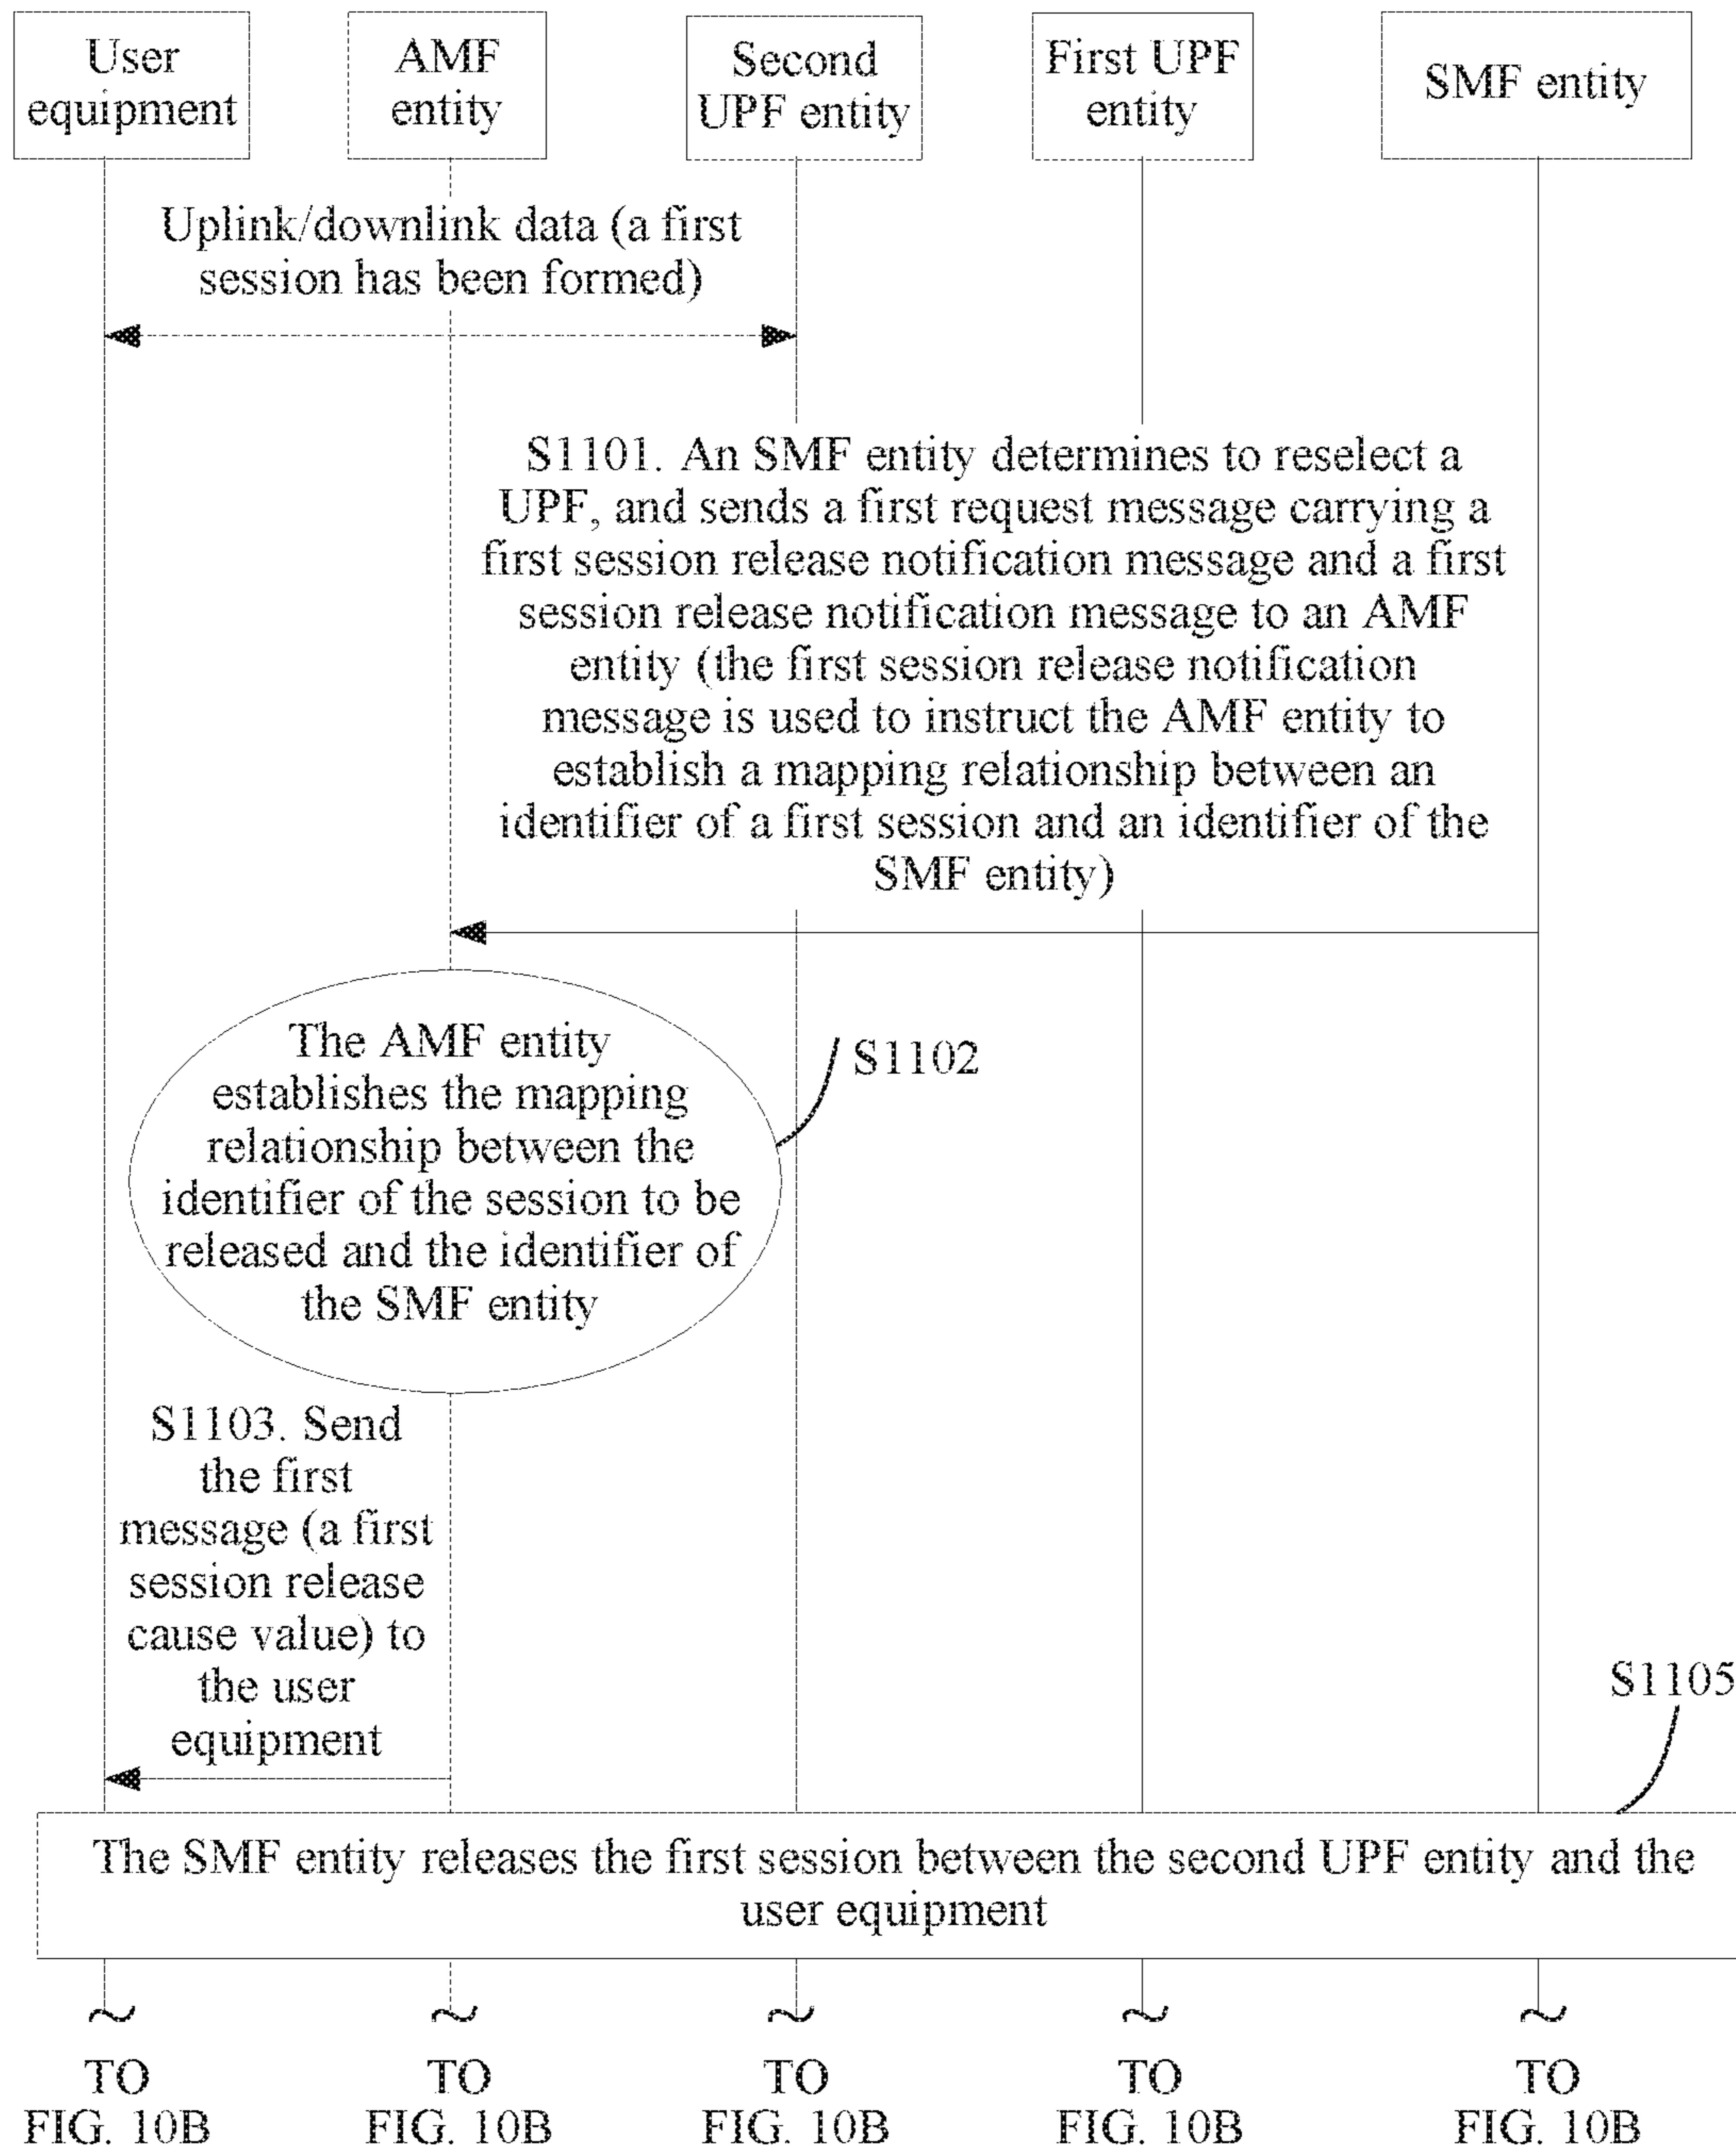 User
equipment
AMF
entity
Second
UPF entity
First UPF
entity
SMF entity
Uplink/downlink data (a first
session has been formed)
S1101. An SMF entity determines to reselect a
UPF, and sends a first request message carrying a
first session release notification message and a first
session release notification message to an AMF
entity (the first session release notification
message is used to instruct the AMF entity to
establish a mapping relationship between an
identifier of a first session and an identifier of the
SMF entity)
The AMF entity
establishes the mapping
relationship between the
identifier of the session to be
released and the identifier of
the SMF entity
S1102
S1103. Send
the first
message (a first
session release
cause value) to
the user
equipment
S1105
The SMF entity releases the first session between the second UPF entity and the
user equipment
~ ~ ~ ~ ~
TO
FIG. 10B
TO
FIG. 10B
TO
FIG. 10B
TO
FIG. 10B
TO
FIG. 10B